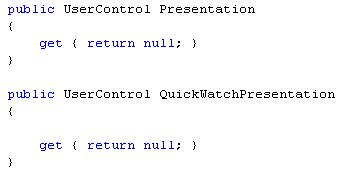 public UserControl Presentation
{
    get { return null; }
}
public UserControl QuickWatchPresentation
{
    get { return null; }
}